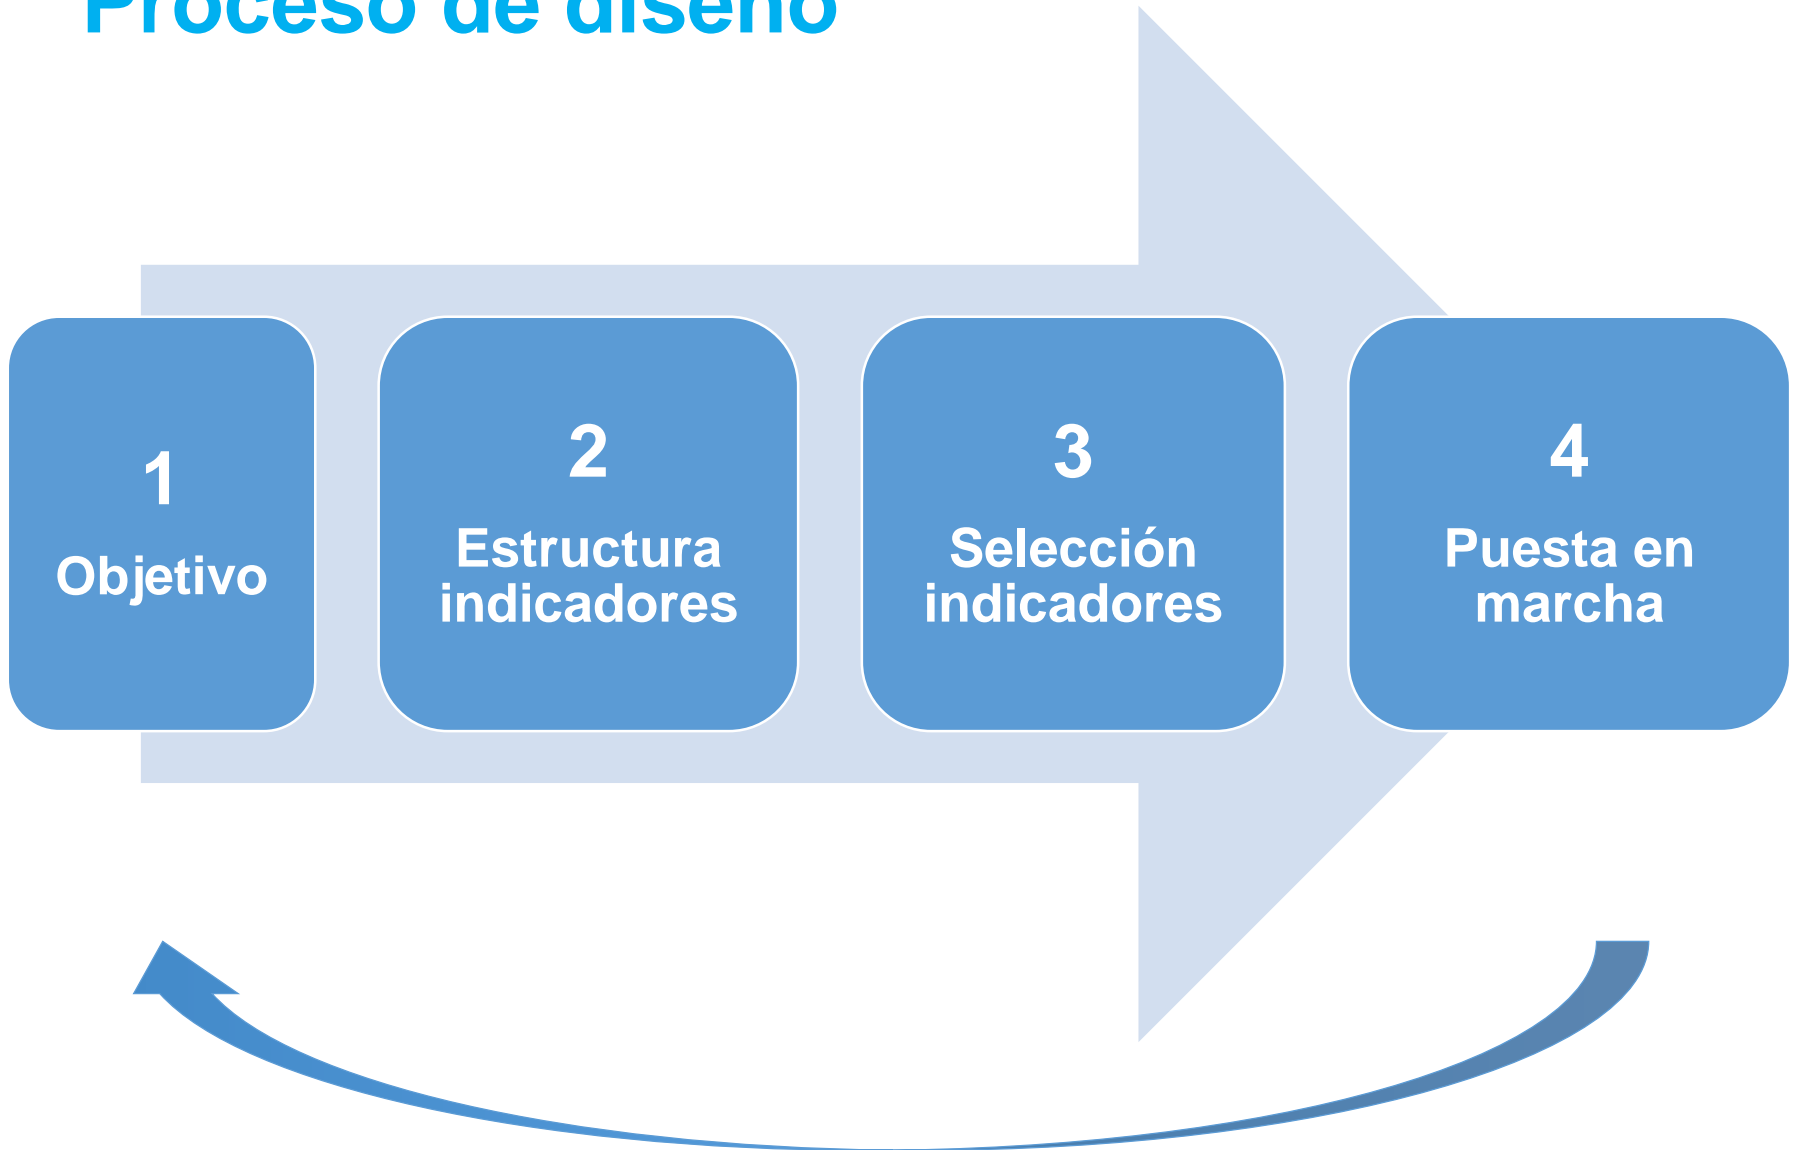 Proceso de diseño
1
Objetivo
2
Estructura
indicadores
3
Selección
indicadores
4
Puesta en
marcha